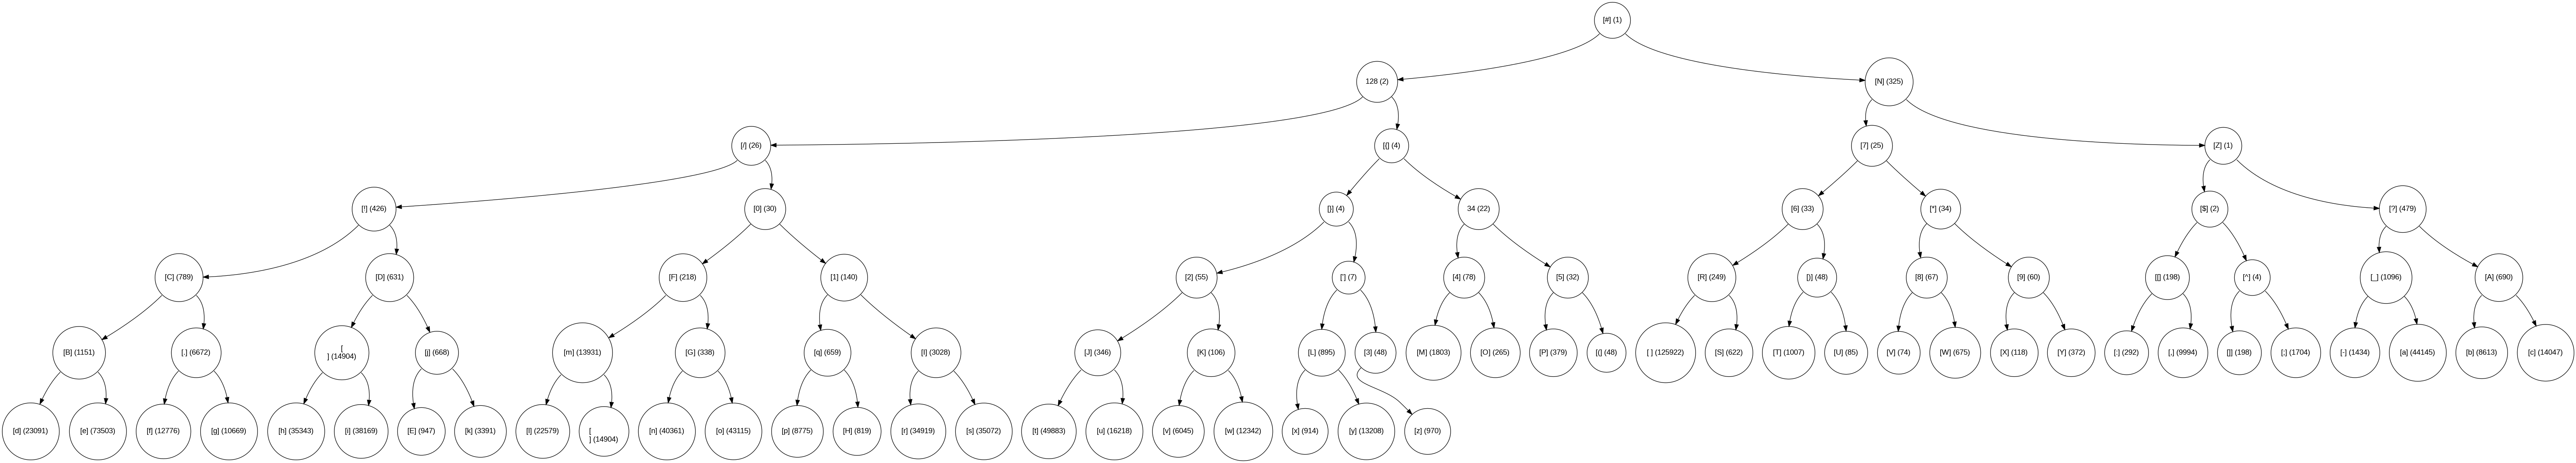 [#] (1)
128 (2)
[N] (325)
[/] (26)
[{] (4)
[7] (25)
[Z] (1)
[!] (426)
[0] (30)
[}] (4)
34 (22)
[6] (33)
[*] (34)
[$] (2)
[?] (479)
[C] (789)
[D] (631)
[F] (218)
[1] (140)
[2] (55)
['] (7)
[4] (78)
[5] (32)
[R] (249)
[)] (48)
[8] (67)
[9] (60)
[[] (198)
[^] (4)
[_] (1096)
[A] (690)
[B] (1151)
[.] (6672)
[
] (14904)
[j] (668)
[m] (13931)
[G] (338)
[q] (659)
[I] (3028)
[J] (346)
[K] (106)
[L] (895)
[3] (48)
[M] (1803)
[O] (265)
[P] (379)
[(] (48)
[ ] (125922)
[S] (622)
[T] (1007)
[U] (85)
[V] (74)
[W] (675)
[X] (118)
[Y] (372)
[:] (292)
[,] (9994)
[]] (198)
[;] (1704)
[-] (1434)
[a] (44145)
[b] (8613)
[c] (14047)
[d] (23091)
[e] (73503)
[f] (12776)
[g] (10669)
[h] (35343)
[i] (38169)
[E] (947)
[k] (3391)
[l] (22579)
[
] (14904)
[n] (40361)
[o] (43115)
[p] (8775)
[H] (819)
[r] (34919)
[s] (35072)
[t] (49883)
[u] (16218)
[v] (6045)
[w] (12342)
[x] (914)
[y] (13208)
[z] (970)